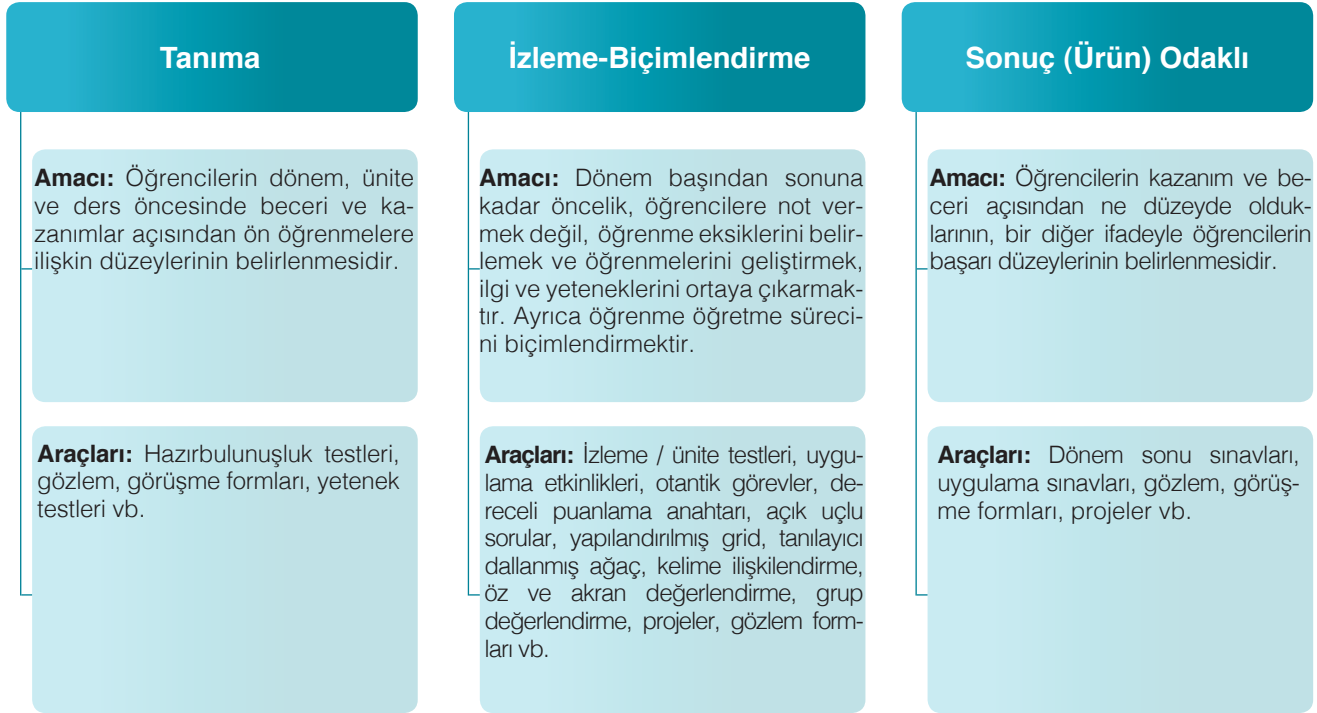 Tanıma
Amacı: Öğrencilerin dönem, ünite
ve ders öncesinde beceri ve ka-
zanımlar açısından ön öğrenmelere
ilişkin düzeylerinin belirlenmesidir.
Araçları: Hazırbulunuşluk testleri,
gözlem, görüşme formları, yetenek
testleri vb.
İzleme-Biçimlendirme
Amacı: Dönem başından sonuna
kadar öncelik, öğrencilere not ver-
mek değil, öğrenme eksiklerini belir-
lemek ve öğrenmelerini geliştirmek,
ilgi ve yeteneklerini ortaya çıkarmak-
tır. Ayrıca öğrenme öğretme süreci-
ni biçimlendirmektir.
Araçları: İzleme / ünite testleri, uygu-
lama etkinlikleri, otantik görevler, de-
receli puanlama anahtarı, açık uçlu
sorular, yapılandırılmış grid, tanılayıcı
dallanmış ağaç, kelime ilişkilendirme,
öz ve akran değerlendirme, grup
değerlendirme, projeler, gözlem form-
ları vb.
Sonuç (Ürün) Odaklı
Amacı: Öğrencilerin kazanım ve be-
ceri açısından ne düzeyde olduk-
larının, bir diğer ifadeyle öğrencilerin
başarı düzeylerinin belirlenmesidir.
Araçları: Dönem sonu sınavları,
uygulama sınavları, gözlem, görüş-
me formları, projeler vb.